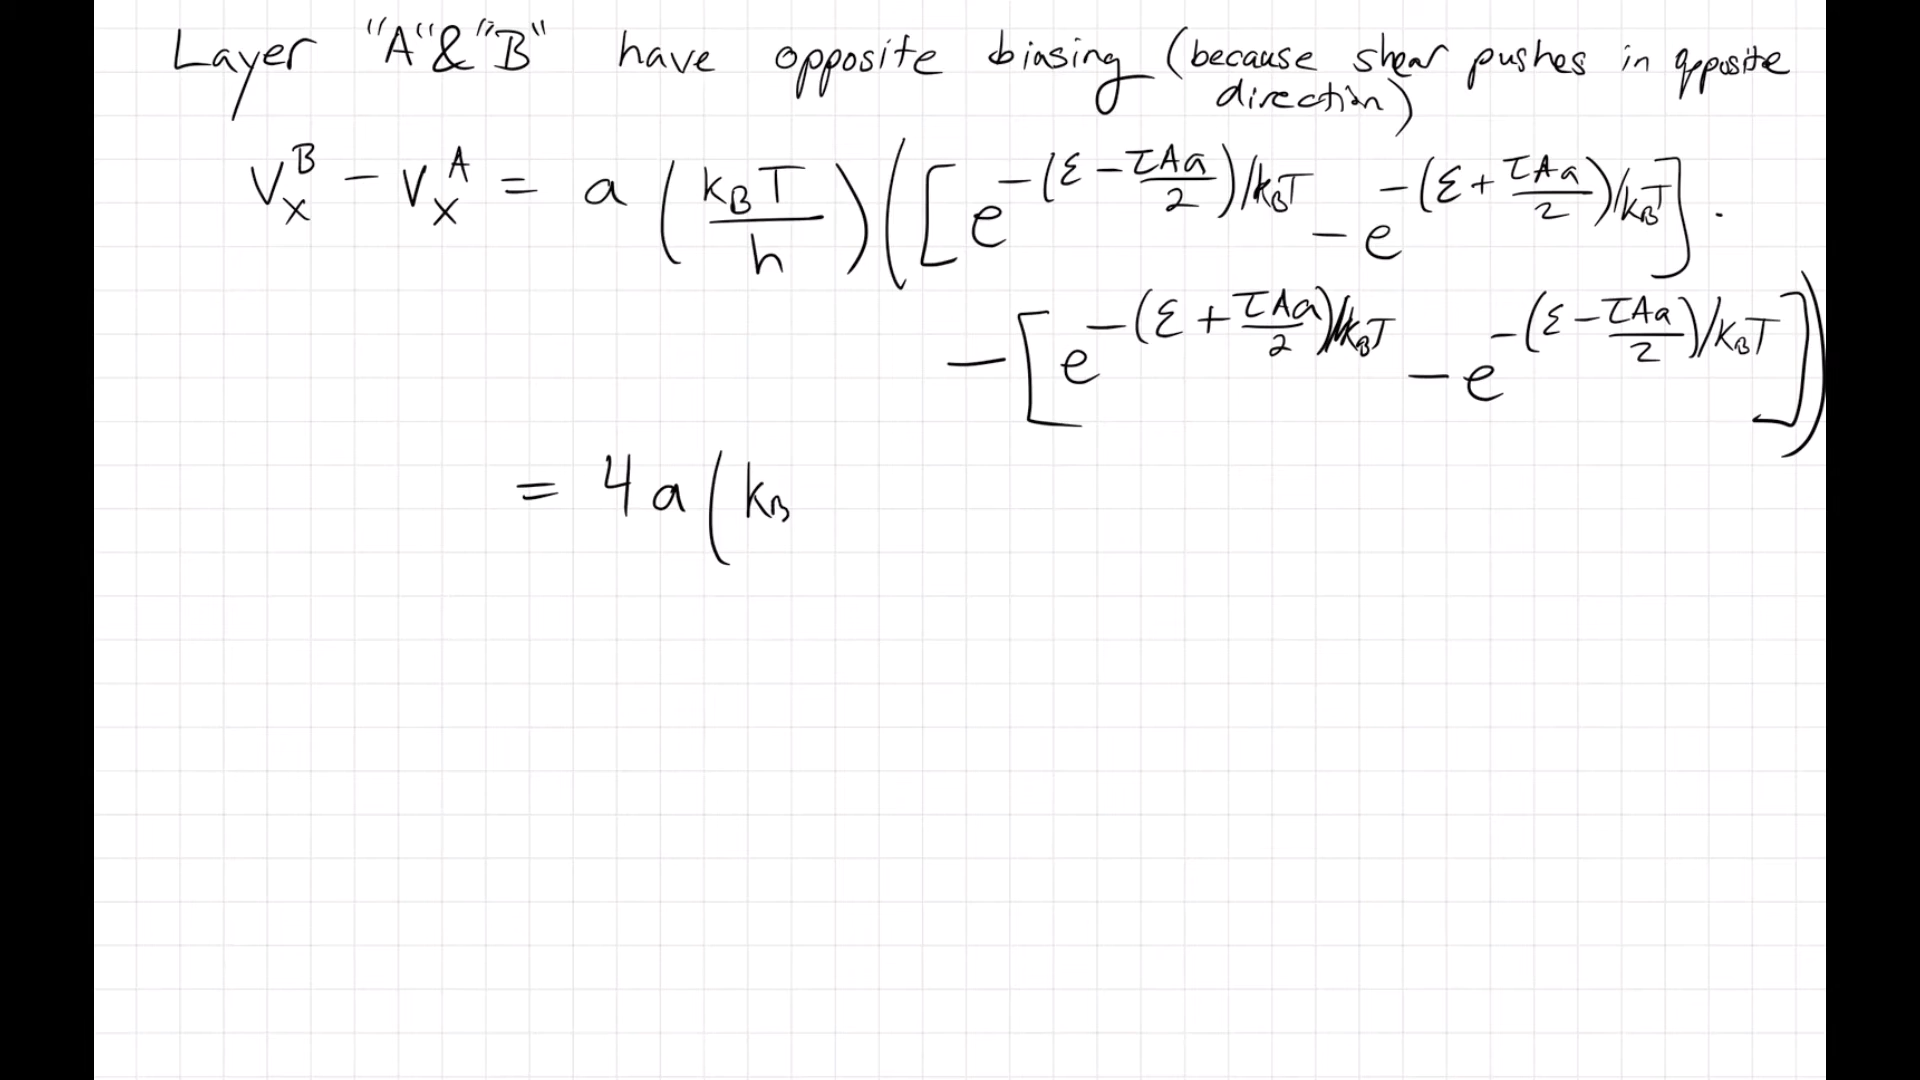 Layer "A"&"B" have opposite biasing (because shear pushes in opposite
direction)
V_x^B - V_x^A = a (k_BT/h) ([e^{-(ε - τAa/2)/k_BT} - e^{-(ε + τAa/2)/k_BT}] .
- [e^{-(ε + τAa/2)/k_BT} - e^{-(ε - τAa/2)/k_BT}])
= 4a (k_B